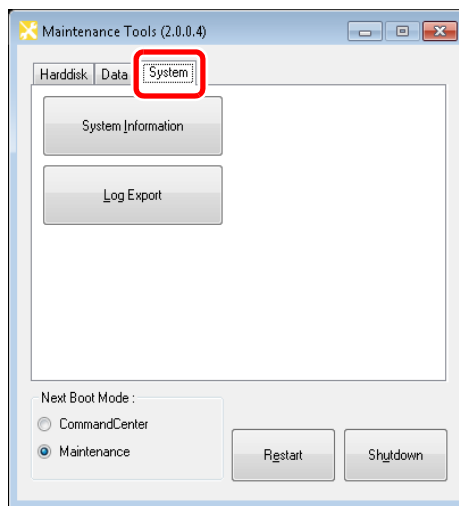 Maintenance Tools (2.0.0.4)
Harddisk Data System
System Information
Log Export
Next Boot Mode :
CommandCenter
Maintenance
Restart Shutdown